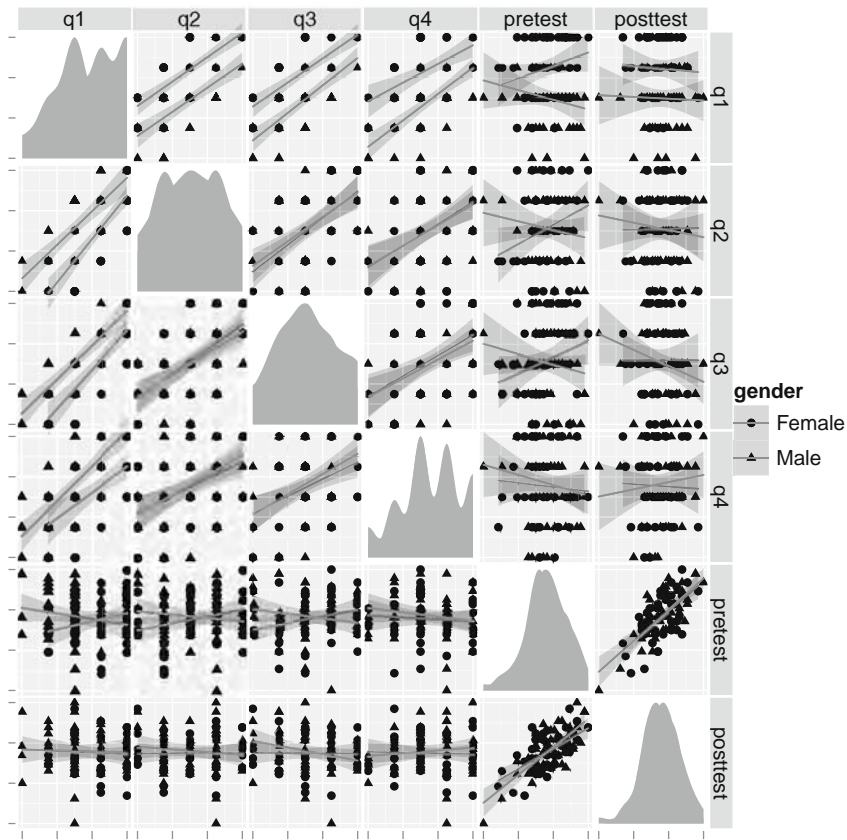 q1 q2 q3 q4 pretest posttest
q1
q2
q3
q4
pretest
posttest
gender
Female
Male